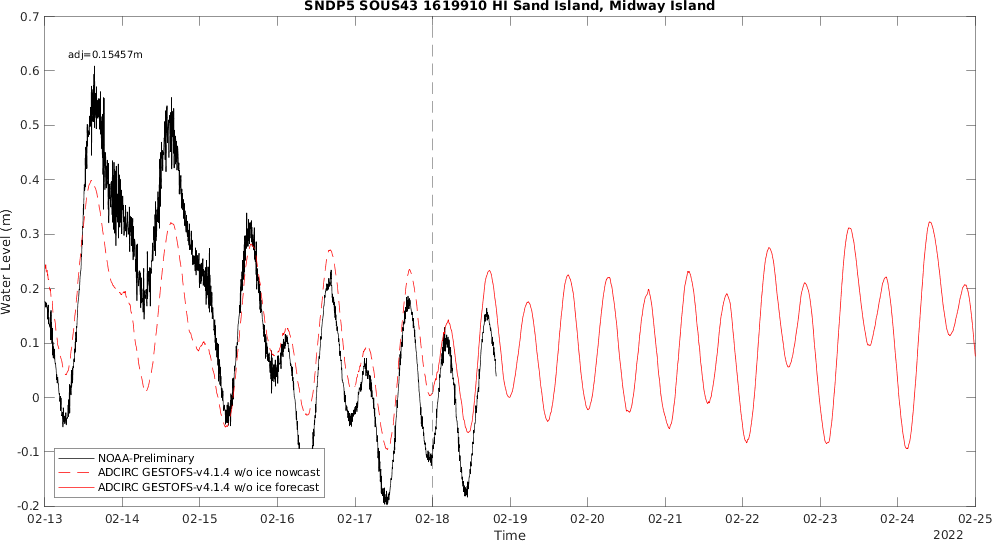 SNDP5 SOUS43 1619910 HI Sand Island, Midway Island
adj=0.15457m
0.7
0.6
0.5
0.4
0.3
0.2
0.1
0
-0.1
-0.2
Water Level (m)
NOAA-Preliminary
ADCIRC GESTOFS-v4.1.4 w/o ice nowcast
ADCIRC GESTOFS-v4.1.4 w/o ice forecast
02-13 02-14 02-15 02-16 02-17 02-18 02-19 02-20 02-21 02-22 02-23 02-24 02-25
Time
2022